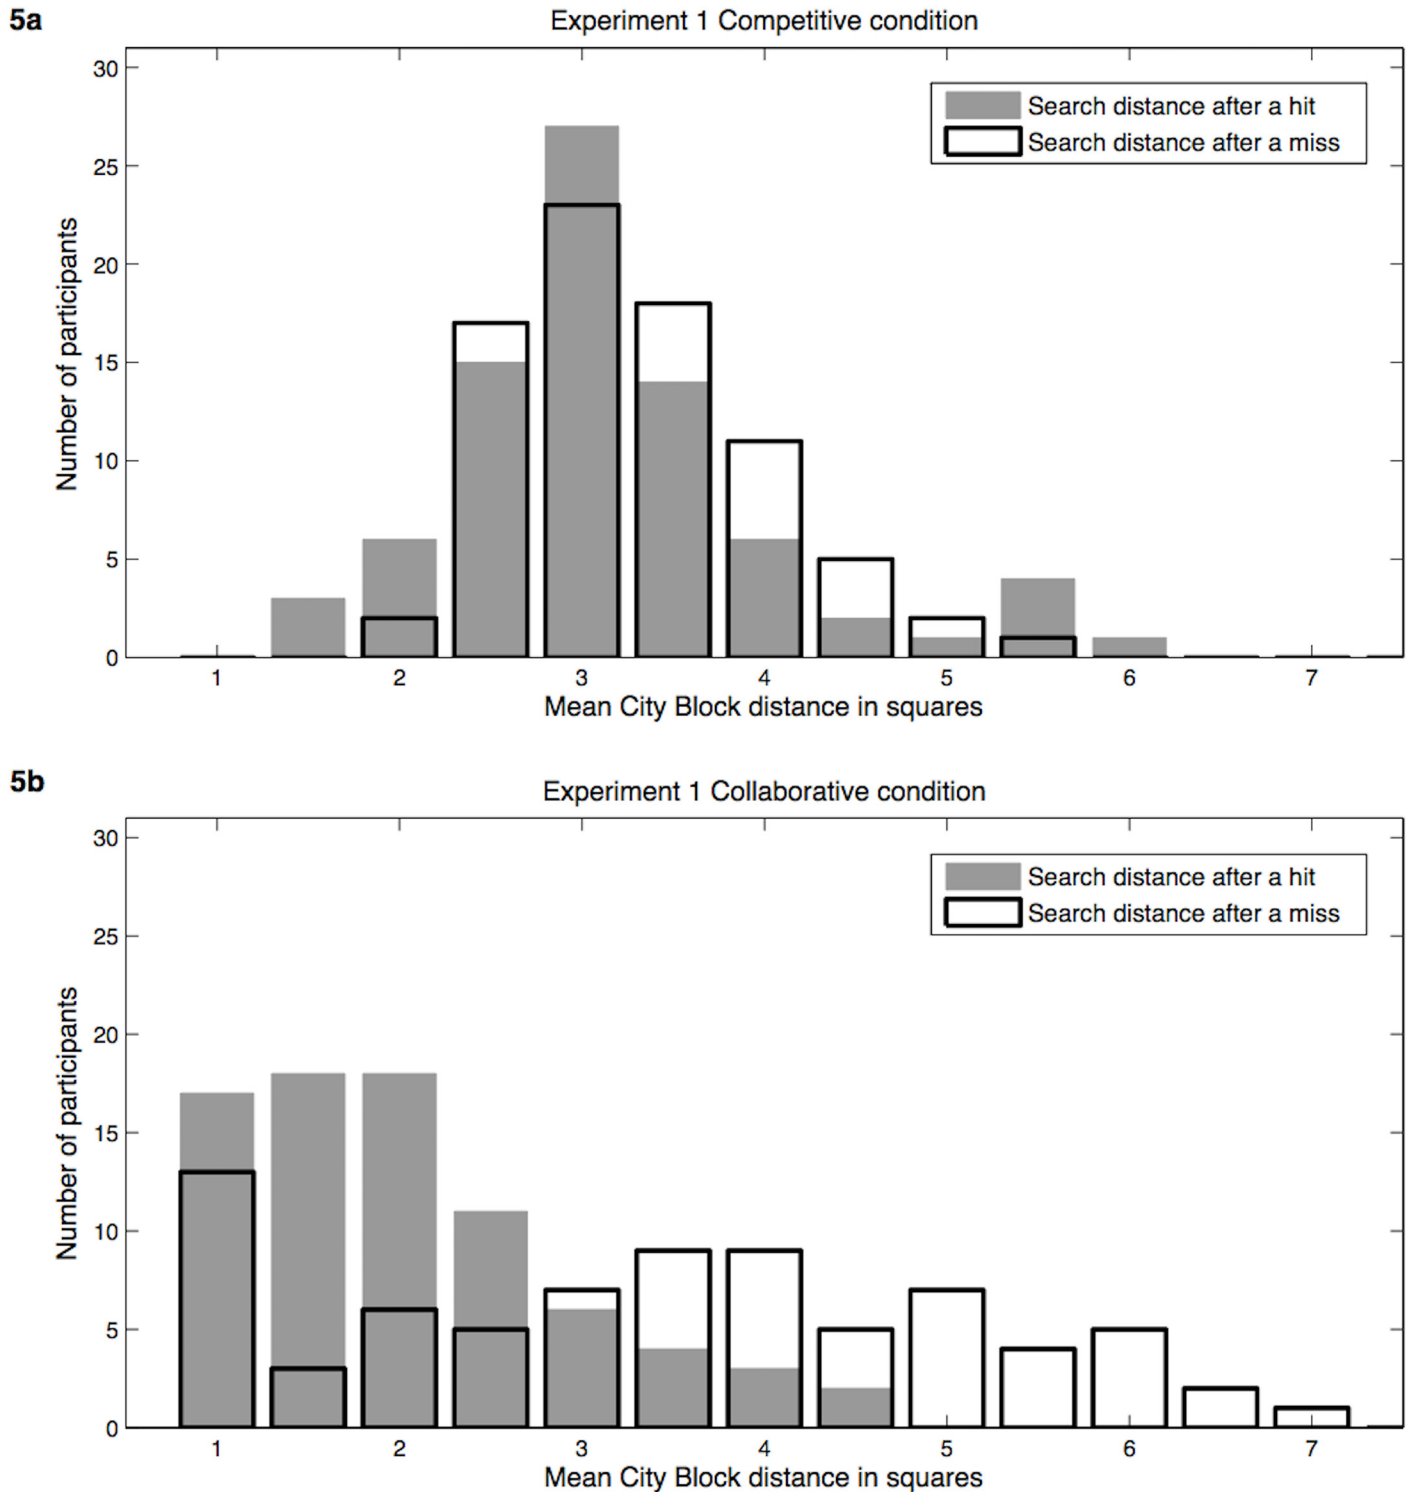 5a
Experiment 1 Competitive condition
30
25
20
15
10
5
0
Number of participants
Search distance after a hit
Search distance after a miss
1 2 3 4 5 6 7
Mean City Block distance in squares
5b
Experiment 1 Collaborative condition
30
25
20
15
10
5
0
Number of participants
Search distance after a hit
Search distance after a miss
1 2 3 4 5 6 7
Mean City Block distance in squares